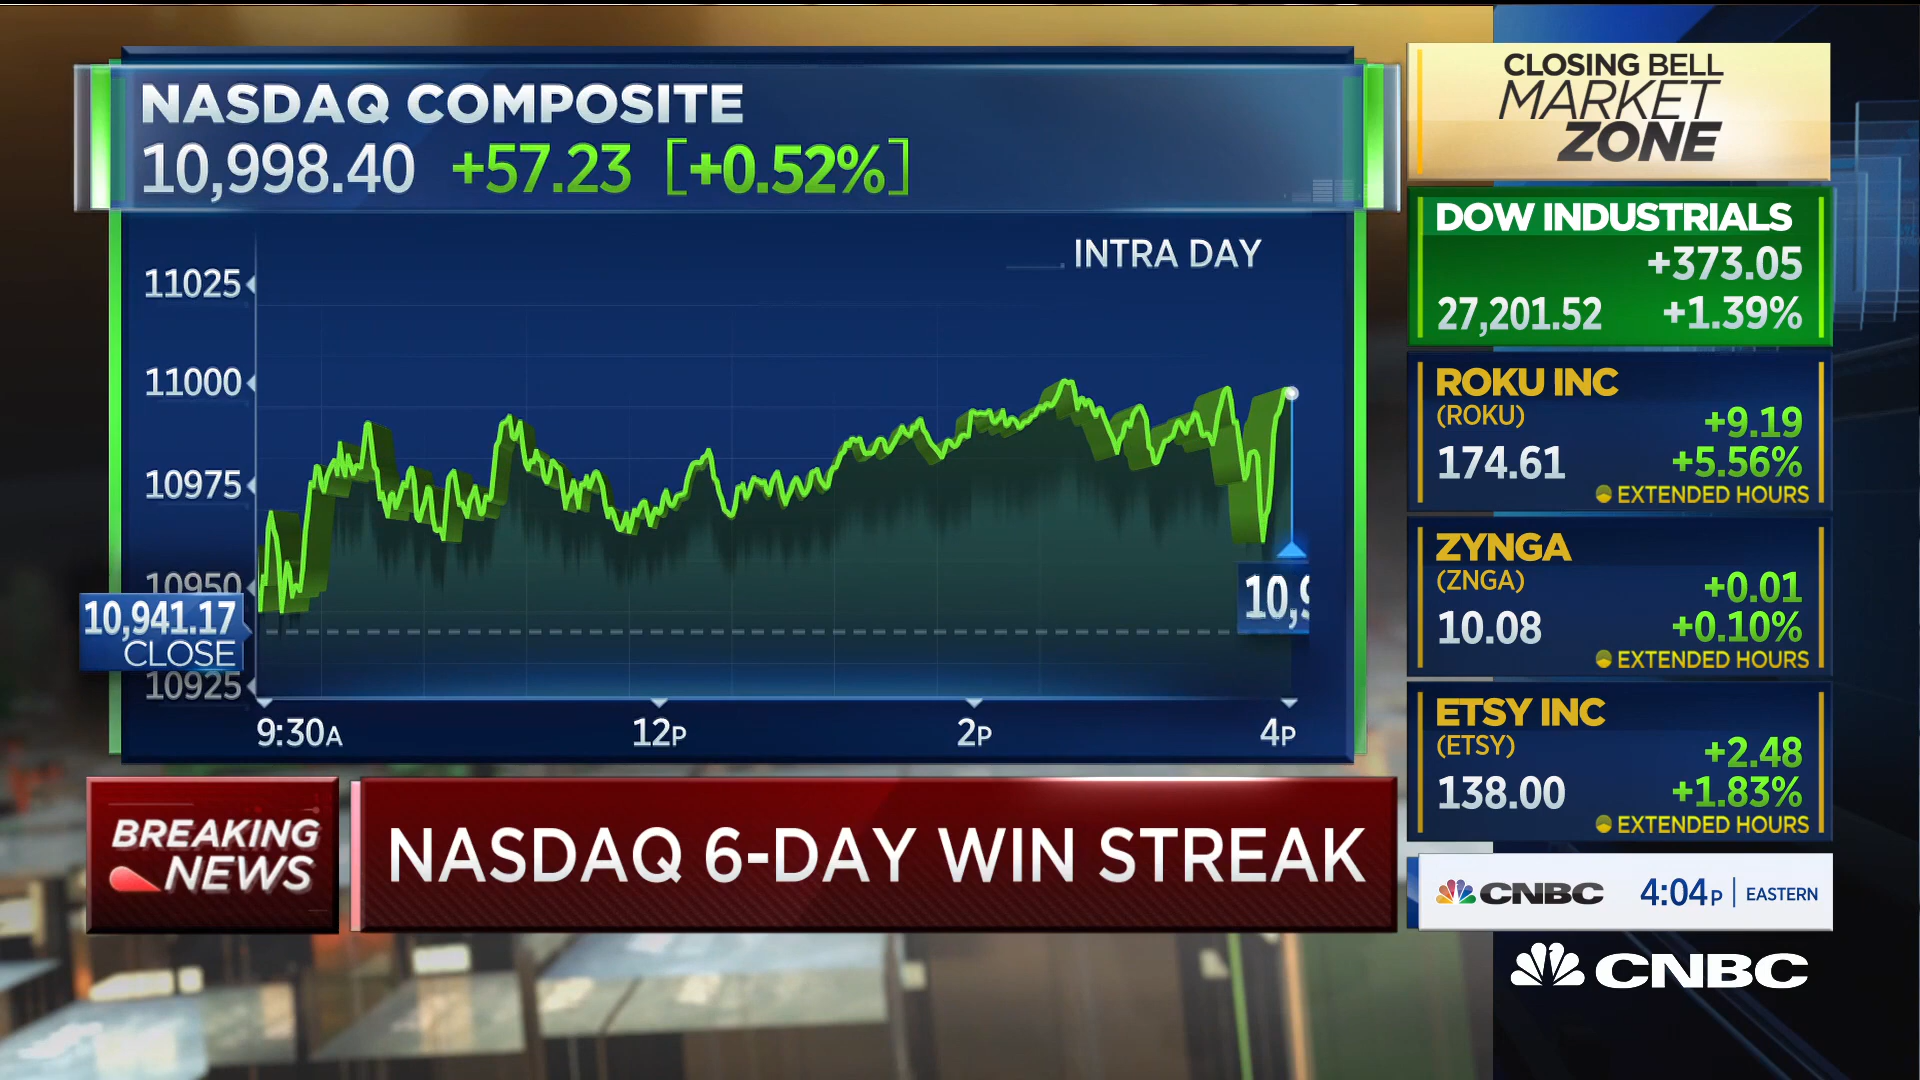 NASDAQ COMPOSITE
10,998.40 +57.23 [+0.52%]
INTRA DAY
11025
11000
10975
10950
10,941.17
CLOSE
10925
10,9
9:30A 12P 2P 4P
BREAKING
NEWS
NASDAQ 6-DAY WIN STREAK
CLOSING BELL
MARKET
ZONE
DOW INDUSTRIALS
+373.05
27,201.52 +1.39%
ROKU INC
(ROKU)
+9.19
174.61 +5.56%
EXTENDED HOURS
ZYNGA
(ZNGA)
+0.01
10.08 +0.10%
EXTENDED HOURS
ETSY INC
(ETSY)
+2.48
138.00 +1.83%
EXTENDED HOURS
CNBC 4:04P | EASTERN
CNBC